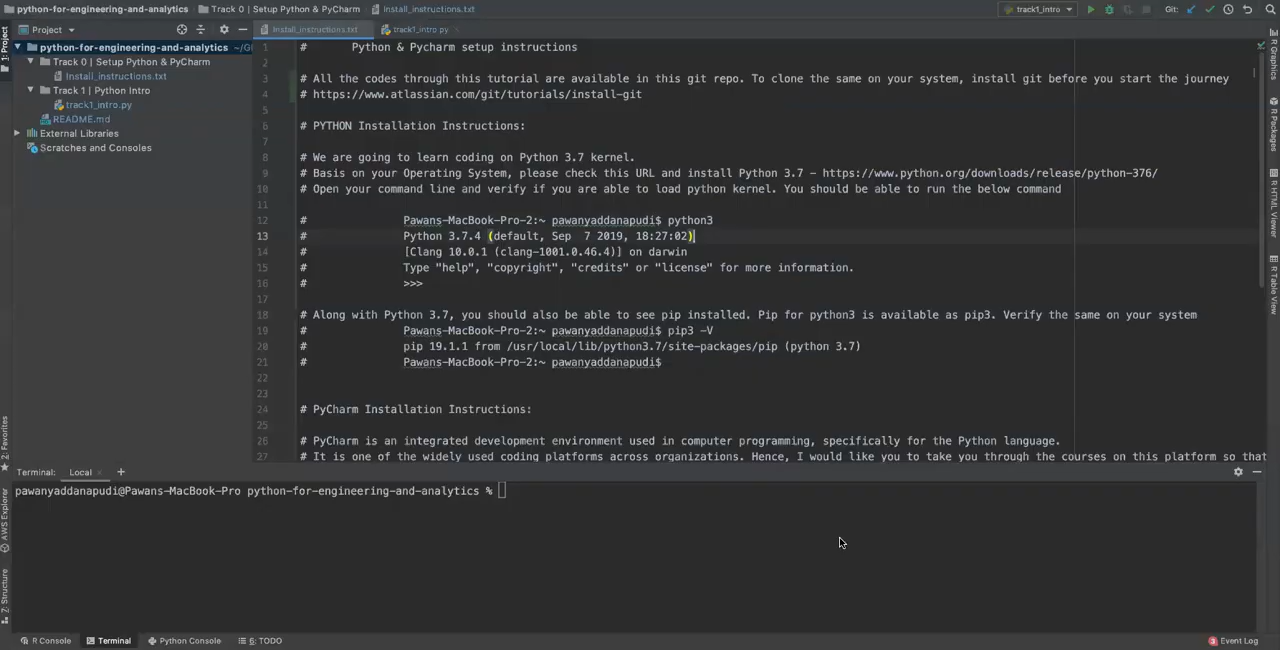 python-for-engineering-and-analytics Track 0 | Setup Python & PyCharm Install_instructions.txt track1_intro Git:
Project Install_instructions.txt track1_intro.py
1: Project
python-for-engineering-and-analytics
Track 0 | Setup Python & PyCharm
Install_instructions.txt
Track 1 | Python Intro
track1_intro.py
README.md
External Libraries
Scratches and Consoles
1 # Python & Pycharm setup instructions
2
3 # All the codes through this tutorial are available in this git repo. To clone the same on your system, install git before you start the journey
4 # https://www.atlassian.com/git/tutorials/install-git
5
6 # PYTHON Installation Instructions:
7
8 # We are going to learn coding on Python 3.7 kernel.
9 # Basis on your Operating System, please check this URL and install Python 3.7 - https://www.python.org/downloads/release/python-376/
10 # Open your command line and verify if you are able to load python kernel. You should be able to run the below command
11
12 # Pawans-MacBook-Pro-2:~ pawanyaddanapudi$ python3
13 # Python 3.7.4 (default, Sep 7 2019, 18:27:02)
14 # [Clang 10.0.1 (clang-1001.0.46.4)] on darwin
15 # Type "help", "copyright", "credits" or "license" for more information.
16 # >>>
17
18 # Along with Python 3.7, you should also be able to see pip installed. Pip for python3 is available as pip3. Verify the same on your system
19 # Pawans-MacBook-Pro-2:~ pawanyaddanapudi$ pip3 -V
20 # pip 19.1.1 from /usr/local/lib/python3.7/site-packages/pip (python 3.7)
21 # Pawans-MacBook-Pro-2:~ pawanyaddanapudi$
22
23
24 # PyCharm Installation Instructions:
25
26 # PyCharm is an integrated development environment used in computer programming, specifically for the Python language.
27 # It is one of the widely used coding platforms across organizations. Hence, I would like you to take you through the courses on this platform so that
R Graphics
R Packages
R HTML Viewer
R Table View
2: Favorites
AWS Explorer
7: Structure
Terminal: Local +
pawanyaddanapudi@Pawans-MacBook-Pro python-for-engineering-and-analytics %
R Console Terminal Python Console 6: TODO 3 Event Log